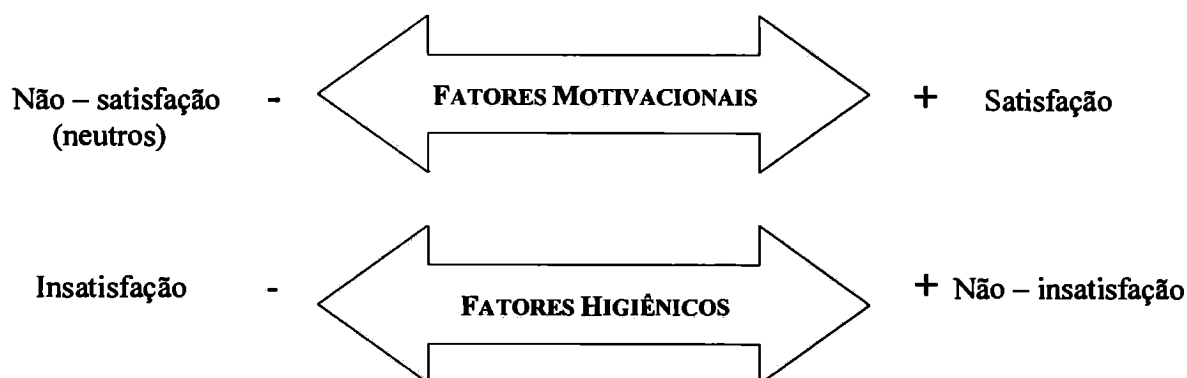 Não – satisfação - FATORES MOTIVACIONAIS + Satisfação
(neutros)
Insatisfação - FATORES HIGIÊNICOS + Não – insatisfação